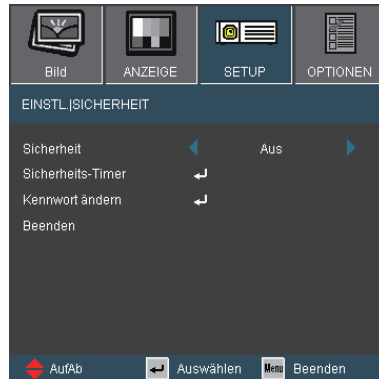 Bild ANZEIGE SETUP OPTIONEN
EINSTL.|SICHERHEIT
Sicherheit Aus
Sicherheits-Timer
Kennwort ändern
Beenden
AufAb Auswählen Menu Beenden